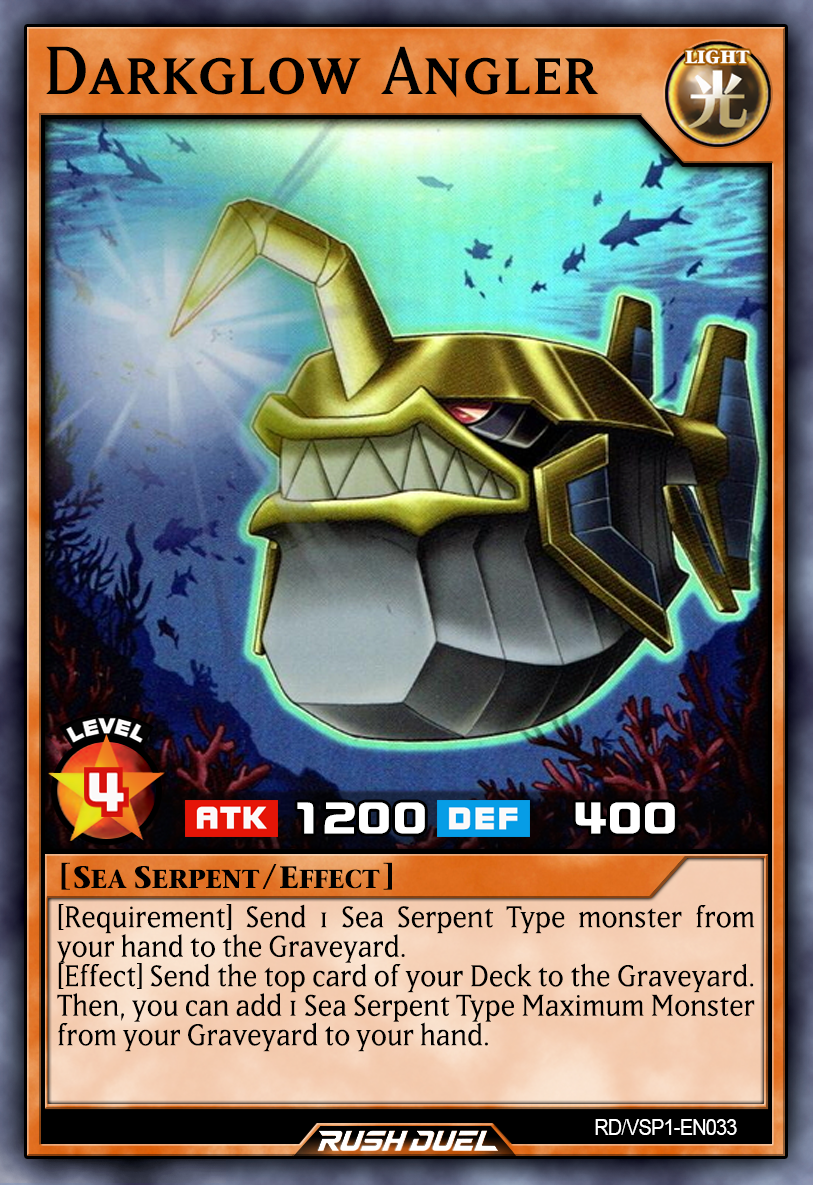 Darkglow Angler
LIGHT
光
LEVEL
4
ATK 1200 DEF 400
[Sea Serpent/Effect]
[Requirement] Send 1 Sea Serpent Type monster from
your hand to the Graveyard.
[Effect] Send the top card of your Deck to the Graveyard.
Then, you can add 1 Sea Serpent Type Maximum Monster
from your Graveyard to your hand.
RUSH DUEL
RD/VSP1-EN033